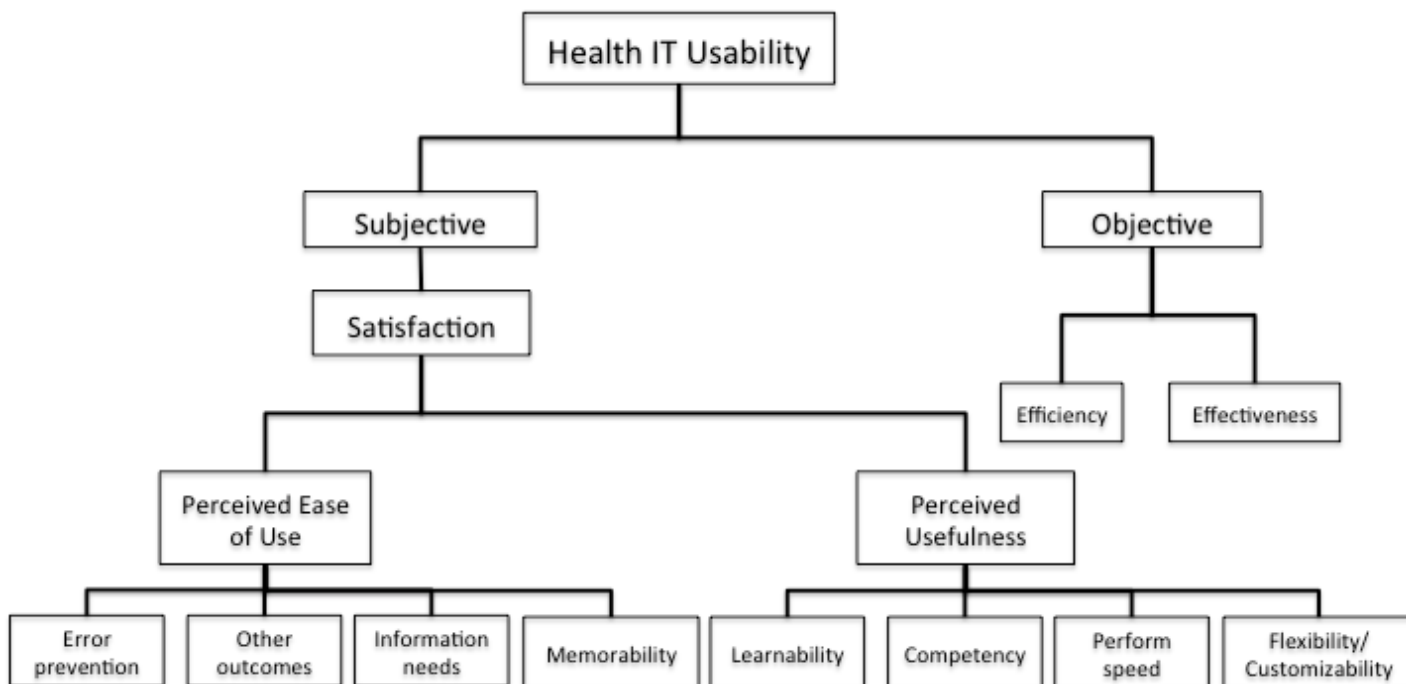 Health IT Usability
Subjective
Objective
Satisfaction
Efficiency
Effectiveness
Perceived Ease
of Use
Perceived
Usefulness
Error
prevention
Other
outcomes
Information
needs
Memorability
Learnability
Competency
Perform
speed
Flexibility/
Customizability